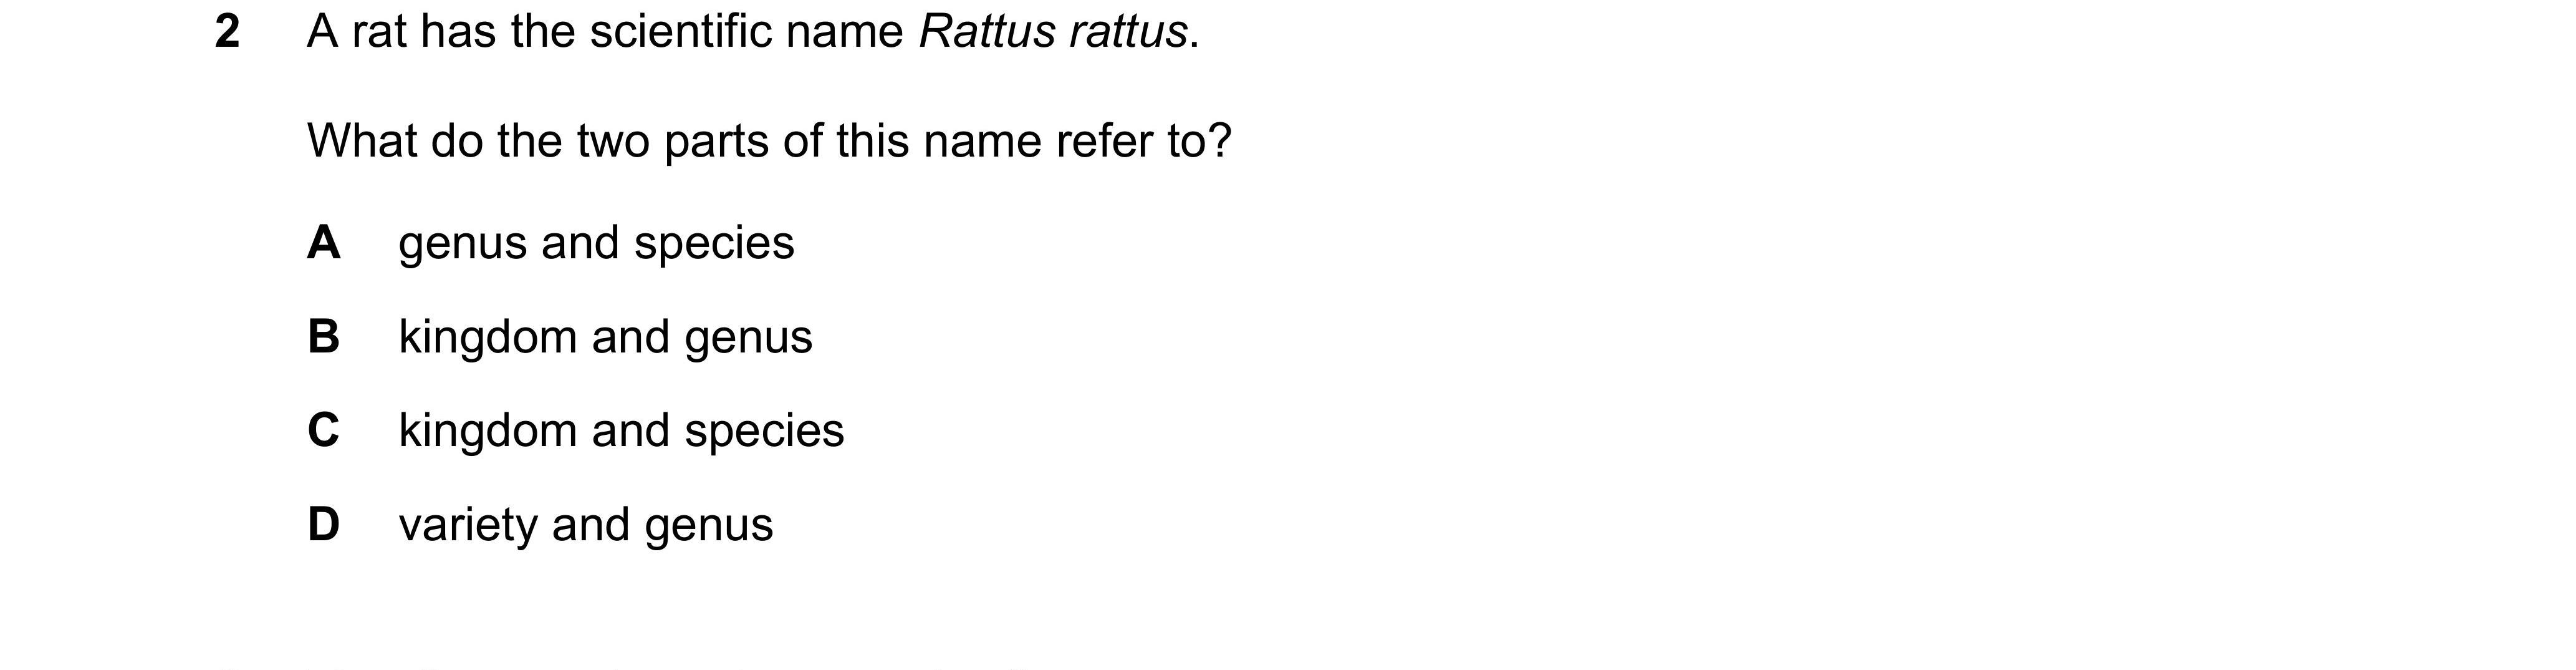 2 A rat has the scientific name Rattus rattus.
What do the two parts of this name refer to?
A genus and species
B kingdom and genus
C kingdom and species
D variety and genus